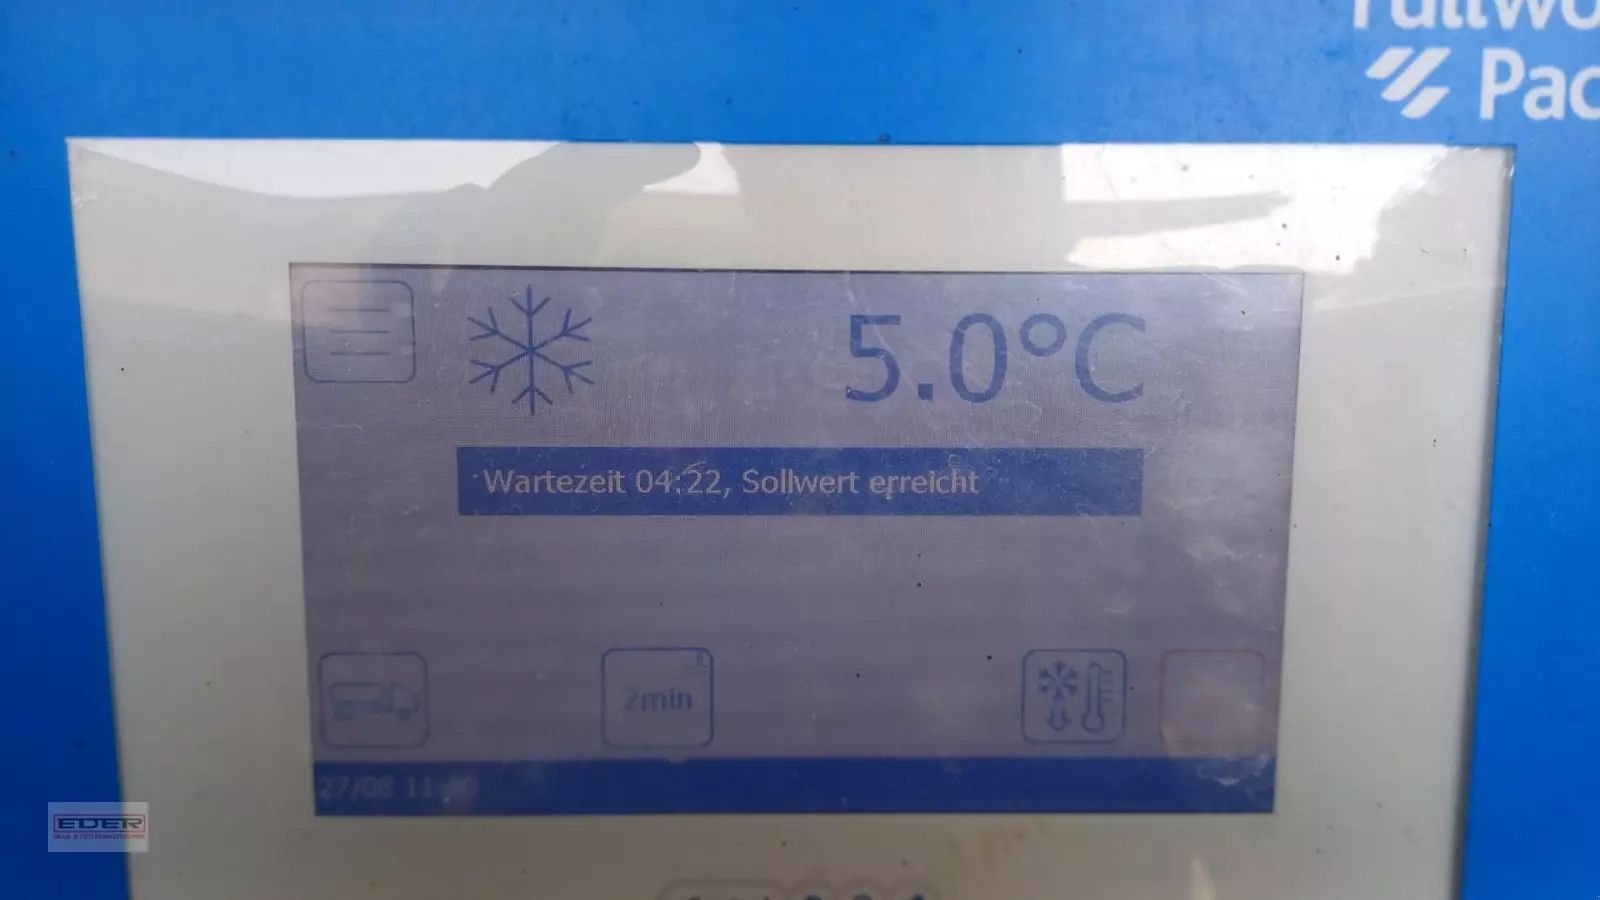 Pac
5.0°C
Wartezeit 04:22, Sollwert erreicht
2min
27/08 11:40
EDER